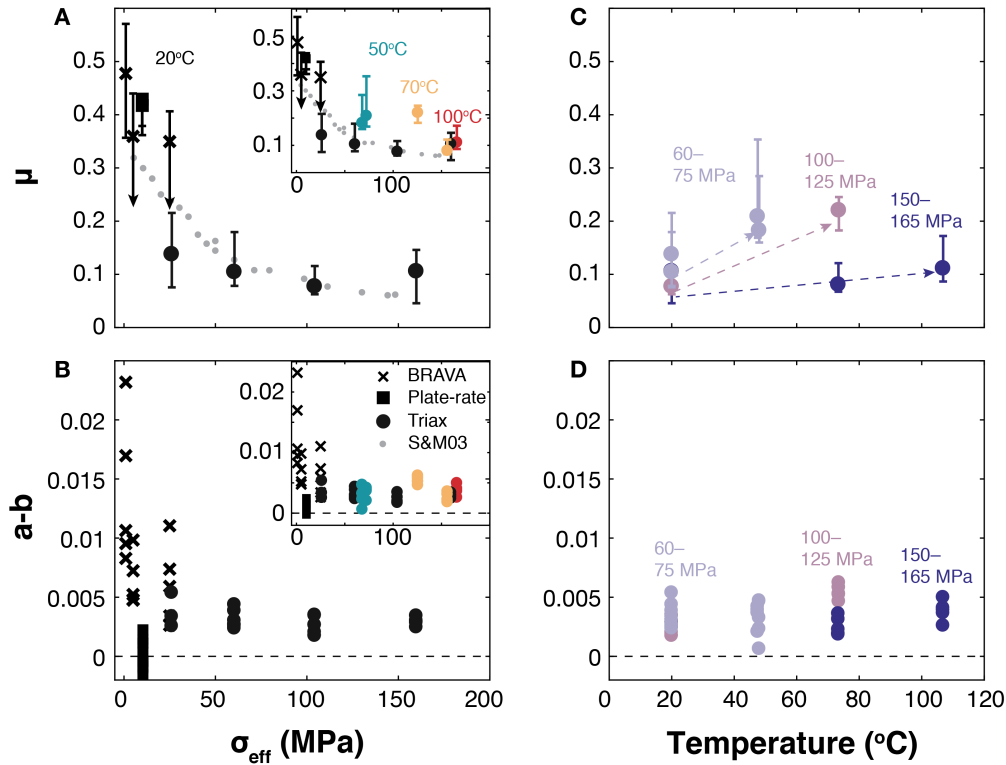 A
0.5
0.4
0.3
0.2
0.1
0
μ
20°C
0.5
0.3
0.1
0
100
50°C
70°C
100°C
B
0.02
0.015
0.01
0.005
0
a-b
0.02
0.01
0
0
100
BRAVA
Plate-rate
Triax
S&M03
0
50
100
150
200
σeff (MPa)
C
0.5
0.4
0.3
0.2
0.1
0
60–
75 MPa
100–
125 MPa
150–
165 MPa
D
0.02
0.015
0.01
0.005
0
60–
75 MPa
100–
125 MPa
150–
165 MPa
0
20
40
60
80
100
120
Temperature (°C)